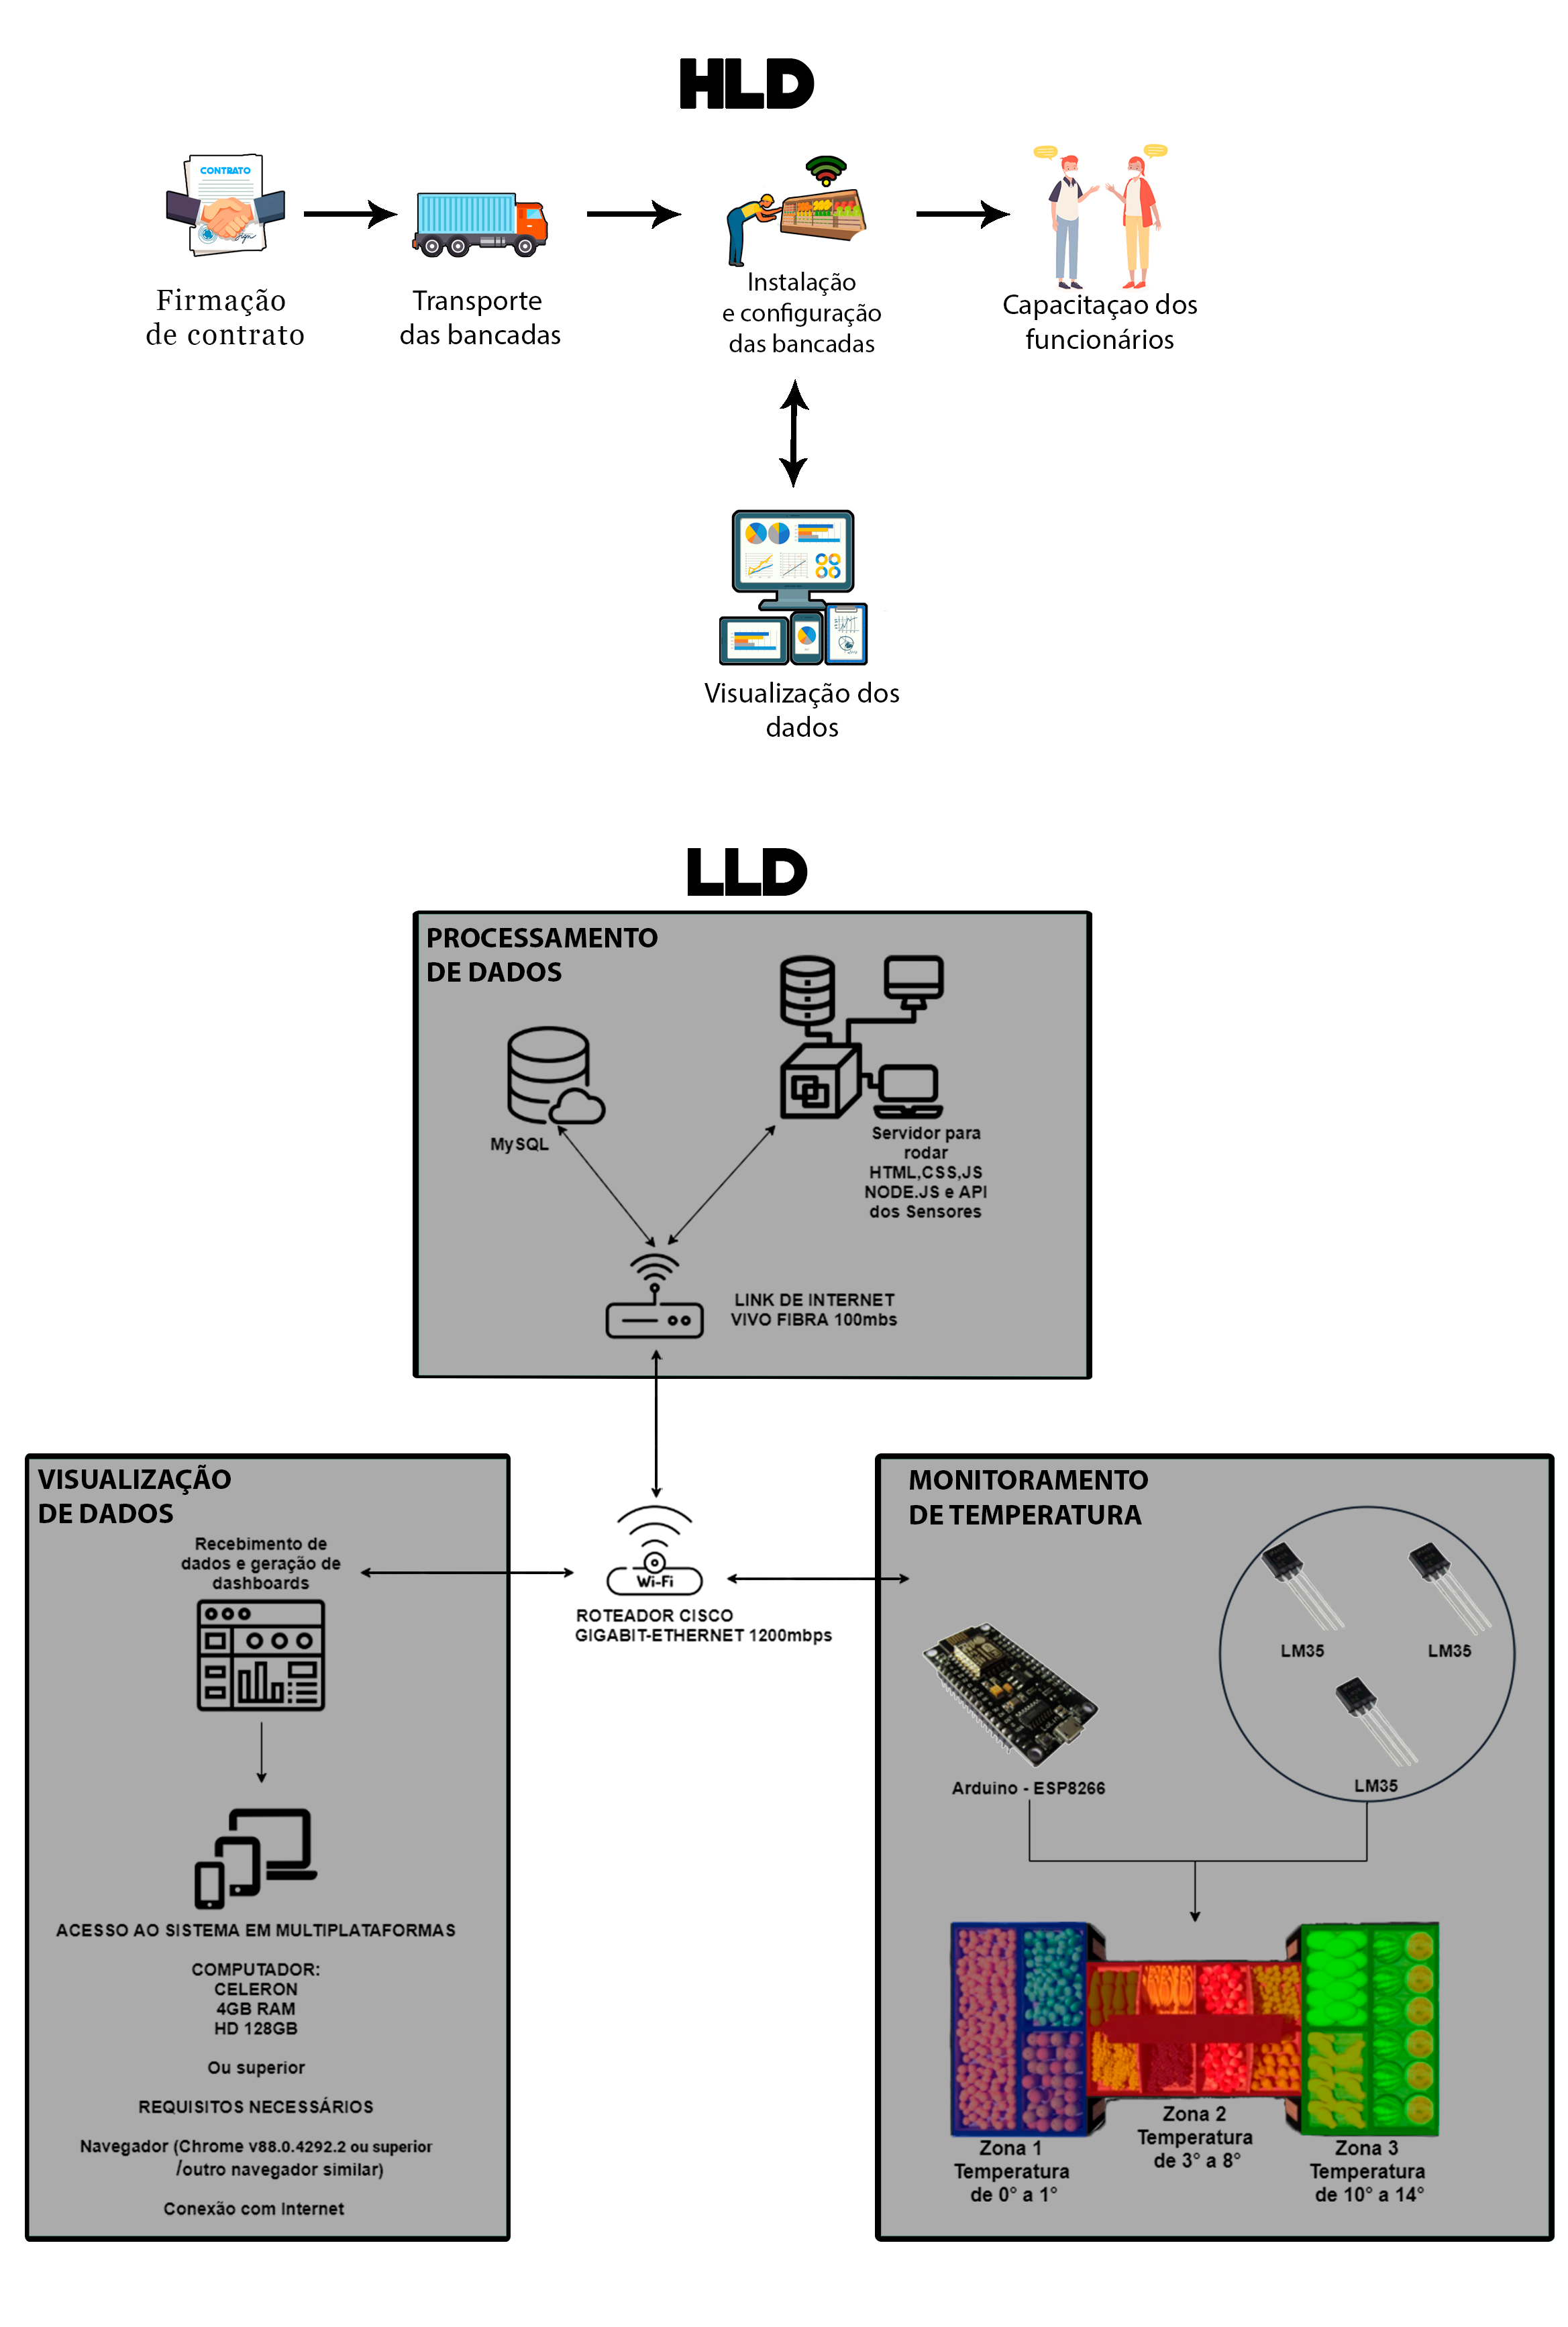 HLD
CONTRATO
Firmação
de contrato
Transporte
das bancadas
Instalação
e configuração
das bancadas
Capacitaçao dos
funcionários
Visualização dos
dados
LLD
PROCESSAMENTO
DE DADOS
MySQL
Servidor para
rodar
HTML,CSS,JS
NODE.JS e API
dos Sensores
LINK DE INTERNET
VIVO FIBRA 100mbs
VISUALIZAÇÃO
DE DADOS
Recebimento de
dados e geração de
dashboards
ACESSO AO SISTEMA EM MULTIPLATAFORMAS
COMPUTADOR:
CELERON
4GB RAM
HD 128GB
Ou superior
REQUISITOS NECESSÁRIOS
Navegador (Chrome v88.0.4292.2 ou superior
/outro navegador similar)
Conexão com Internet
Wi-Fi
ROTEADOR CISCO
GIGABIT-ETHERNET 1200mbps
MONITORAMENTO
DE TEMPERATURA
LM35
LM35
LM35
Arduino - ESP8266
Zona 1
Temperatura
de 0° a 1°
Zona 2
Temperatura
de 3° a 8°
Zona 3
Temperatura
de 10° a 14°